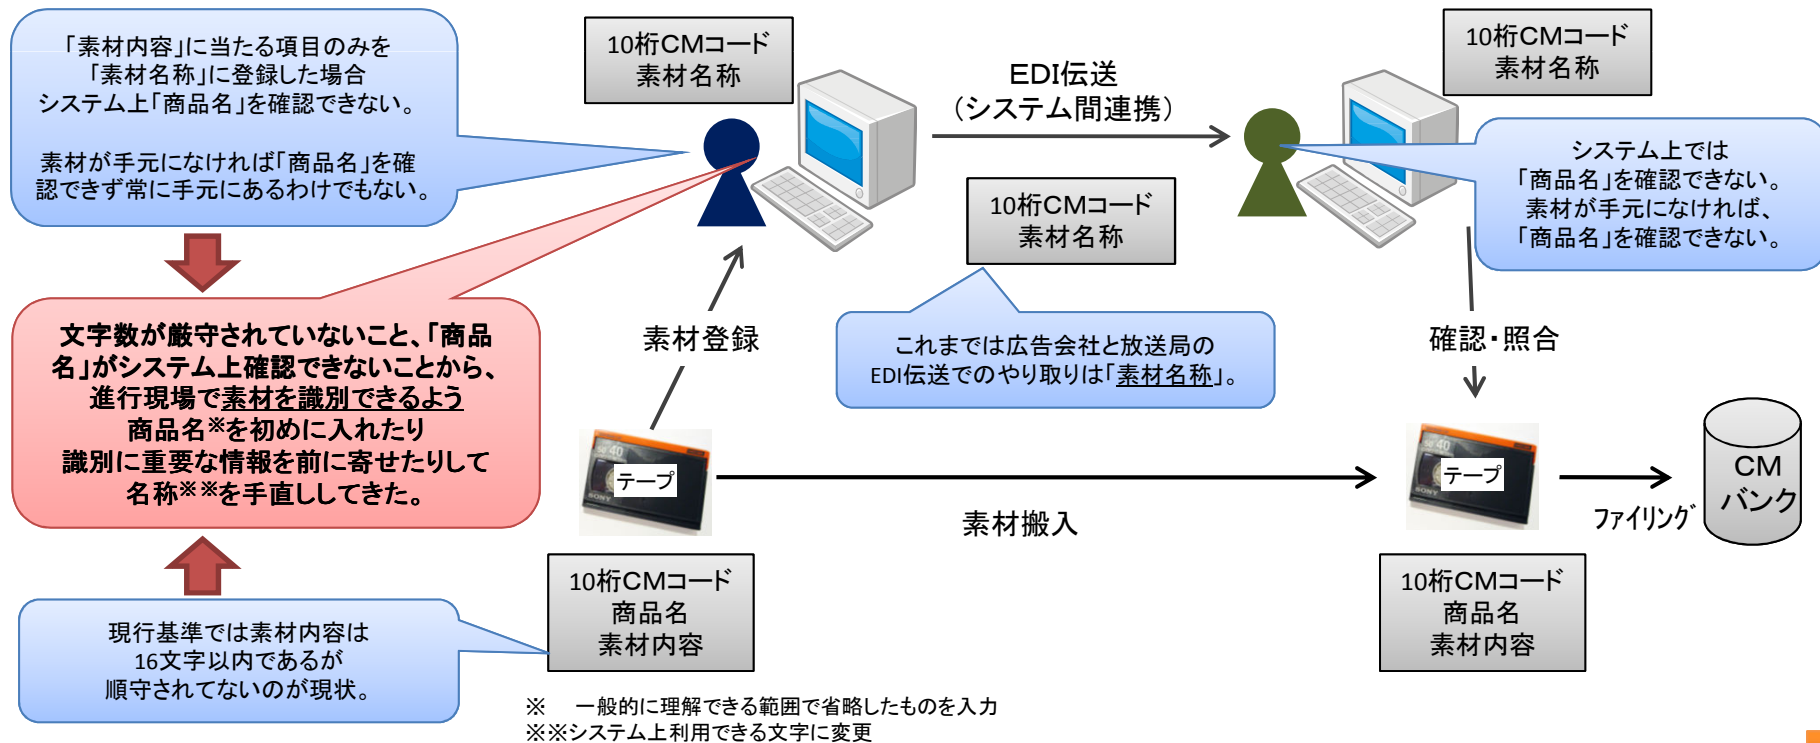 「素材内容」に当たる項目のみを
「素材名称」に登録した場合
システム上「商品名」を確認できない。
素材が手元になければ「商品名」を確
認できず常に手元にあるわけでもない。
10桁CMコード
素材名称
EDI伝送
（システム間連携）
10桁CMコード
素材名称
システム上では
「商品名」を確認できない。
素材が手元になければ、
「商品名」を確認できない。
10桁CMコード
素材名称
これまでは広告会社と放送局の
EDI伝送でのやり取りは「素材名称」。
素材登録
確認・照合
文字数が厳守されていないこと、「商品
名」がシステム上確認できないことから、
進行現場で素材を識別できるよう
商品名※を初めに入れたり
識別に重要な情報を前に寄せたりして
名称※※を手直ししてきた。
40
SONY
テープ
素材搬入
40
SONY
テープ
ﾌｧｲﾘﾝｸﾞ
CM
バンク
10桁CMコード
商品名
素材内容
10桁CMコード
商品名
素材内容
現行基準では素材内容は
16文字以内であるが
順守されてないのが現状。
※　一般的に理解できる範囲で省略したものを入力
※※システム上利用できる文字に変更